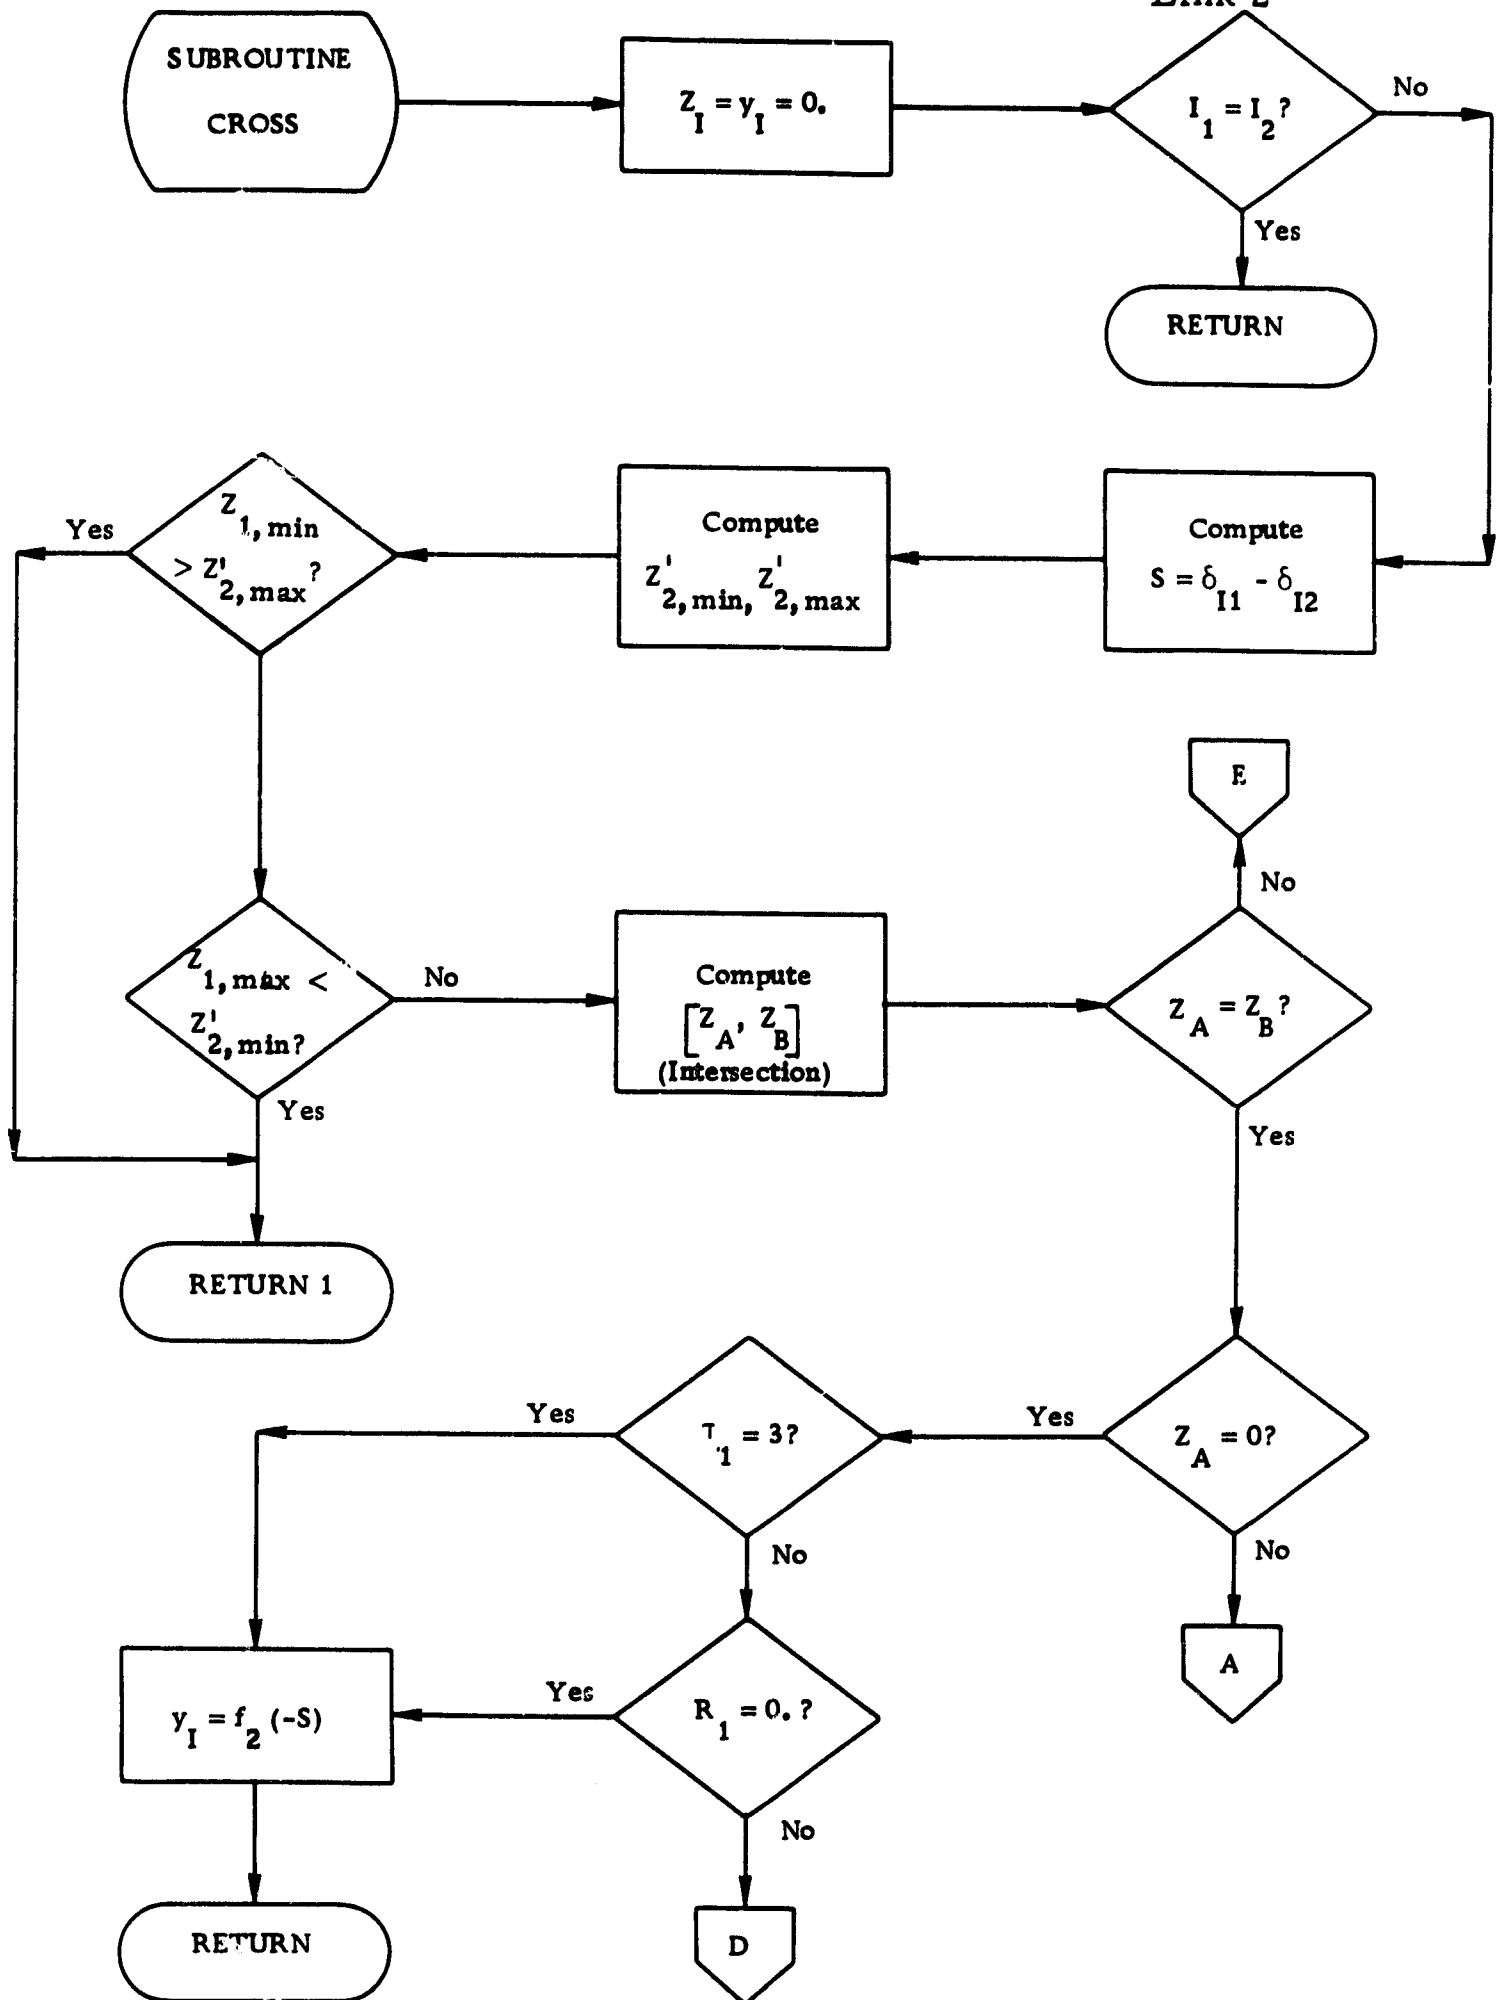 SUBROUTINE
CROSS
Z_I = y_I = 0.
I_1 = I_2?
No
Yes
RETURN
Compute
S = δ_I1 - δ_I2
Compute
Z'_2,min, Z'_2,max
Z_1,min
> Z'_2,max?
Yes
Z_1,max <
Z'_2,min?
No
Yes
RETURN 1
Compute
[Z_A, Z_B]
(Intersection)
Z_A = Z_B?
No
E
Yes
Z_A = 0?
Yes
No
A
_1 = 3?
Yes
No
R_1 = 0. ?
Yes
No
D
y_I = f_2 (-S)
RETURN